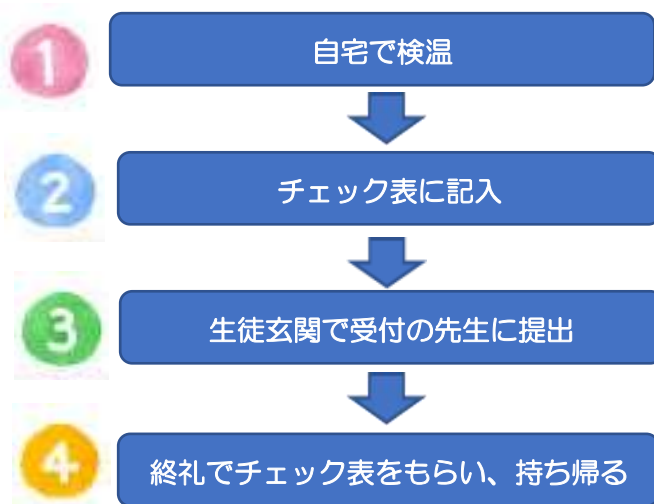 1
自宅で検温
2
チェック表に記入
3
生徒玄関で受付の先生に提出
4
終礼でチェック表をもらい、持ち帰る